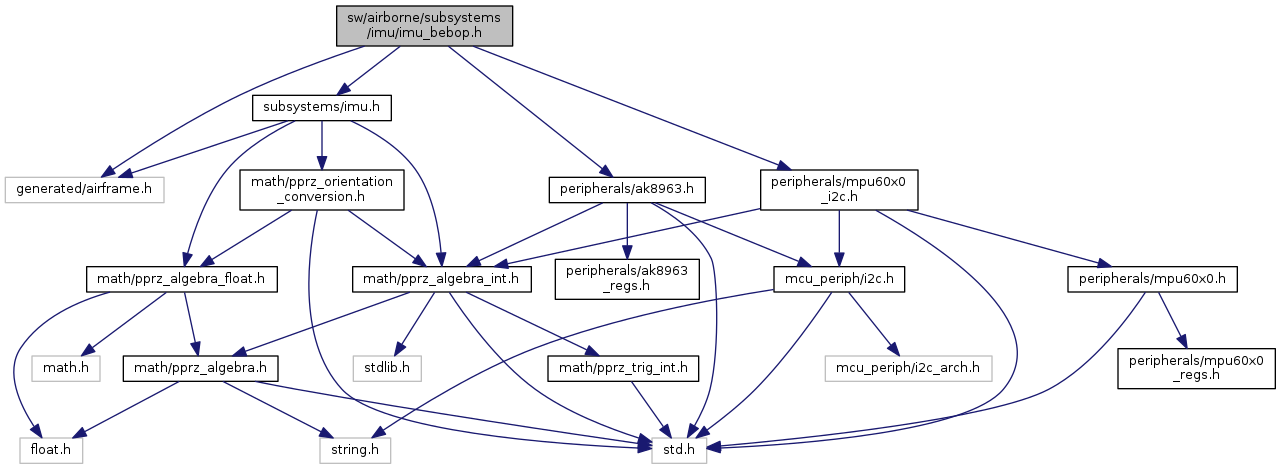 sw/airborne/subsystems
/imu/imu_bebop.h
subsystems/imu.h
generated/airframe.h
math/pprz_orientation
_conversion.h
peripherals/ak8963.h
peripherals/mpu60x0
_i2c.h
math/pprz_algebra_float.h
math/pprz_algebra_int.h
peripherals/ak8963
_regs.h
mcu_periph/i2c.h
peripherals/mpu60x0.h
math.h
math/pprz_algebra.h
stdlib.h
math/pprz_trig_int.h
mcu_periph/i2c_arch.h
peripherals/mpu60x0
_regs.h
float.h
string.h
std.h